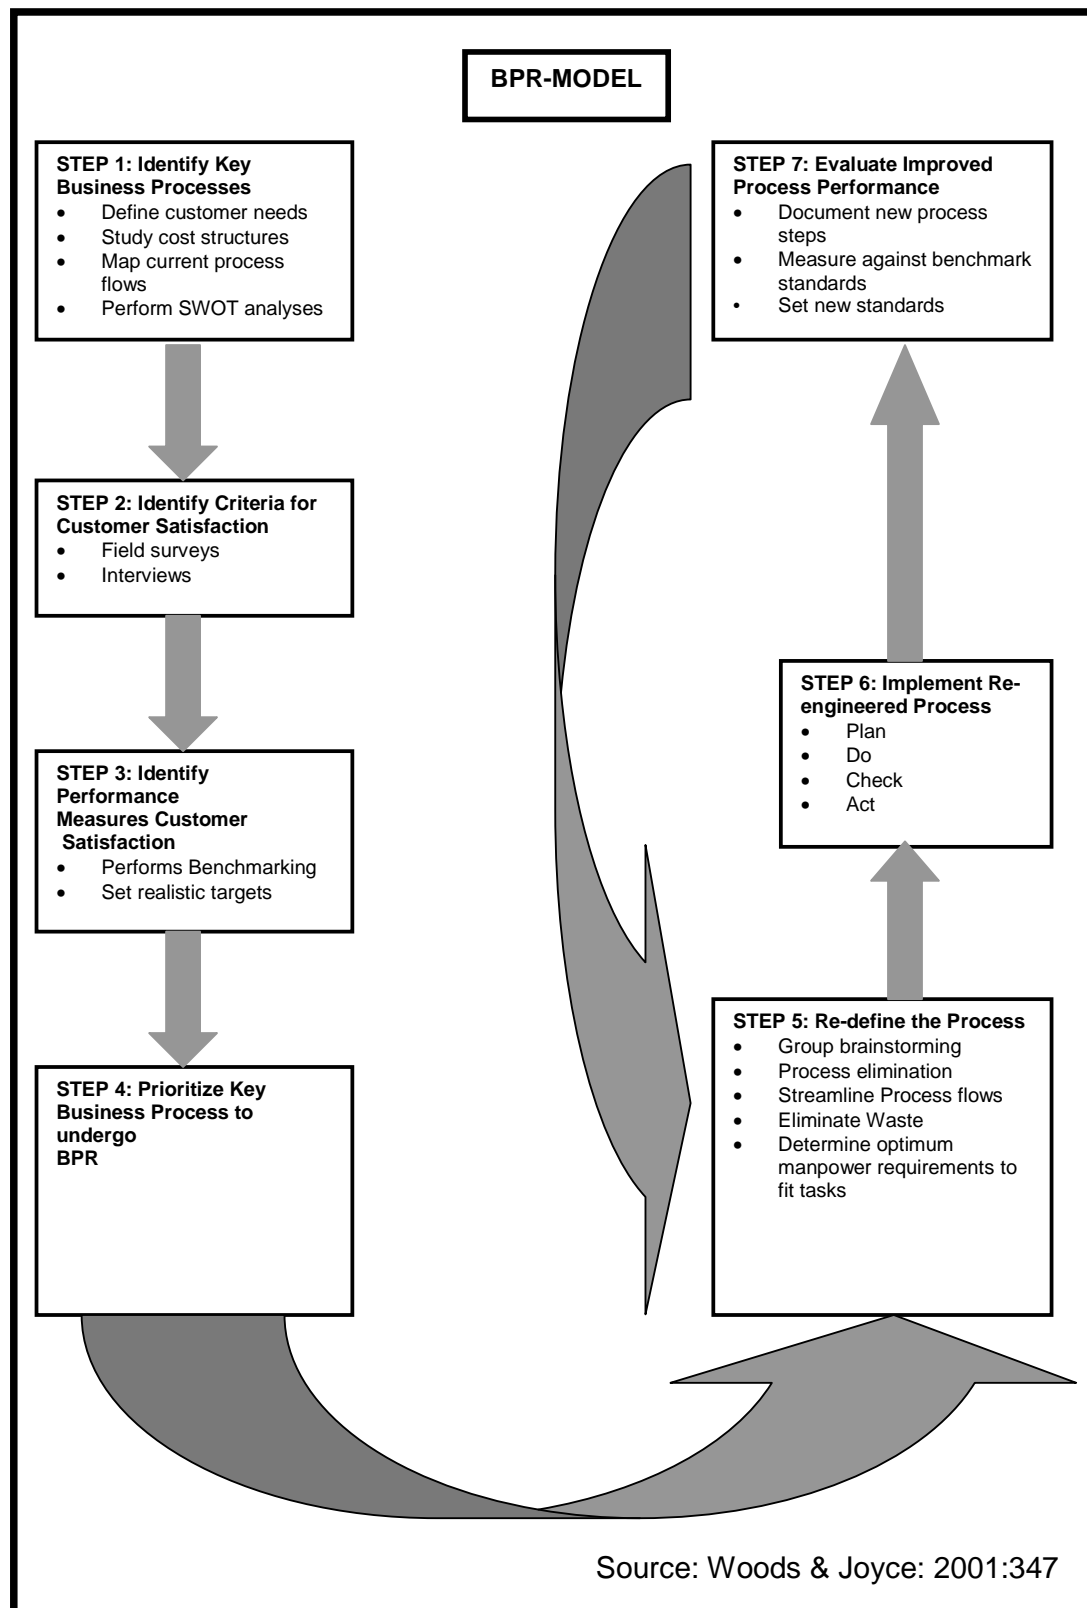 BPR-MODEL
STEP 1: Identify Key
Business Processes
• Define customer needs
• Study cost structures
• Map current process
flows
• Perform SWOT analyses
STEP 2: Identify Criteria for
Customer Satisfaction
• Field surveys
• Interviews
STEP 3: Identify
Performance
Measures Customer
Satisfaction
• Performs Benchmarking
• Set realistic targets
STEP 4: Prioritize Key
Business Process to
undergo
BPR
STEP 5: Re-define the Process
• Group brainstorming
• Process elimination
• Streamline Process flows
• Eliminate Waste
• Determine optimum
manpower requirements to
fit tasks
STEP 6: Implement Re-
engineered Process
• Plan
• Do
• Check
• Act
STEP 7: Evaluate Improved
Process Performance
• Document new process
steps
• Measure against benchmark
standards
• Set new standards
Source: Woods & Joyce: 2001:347